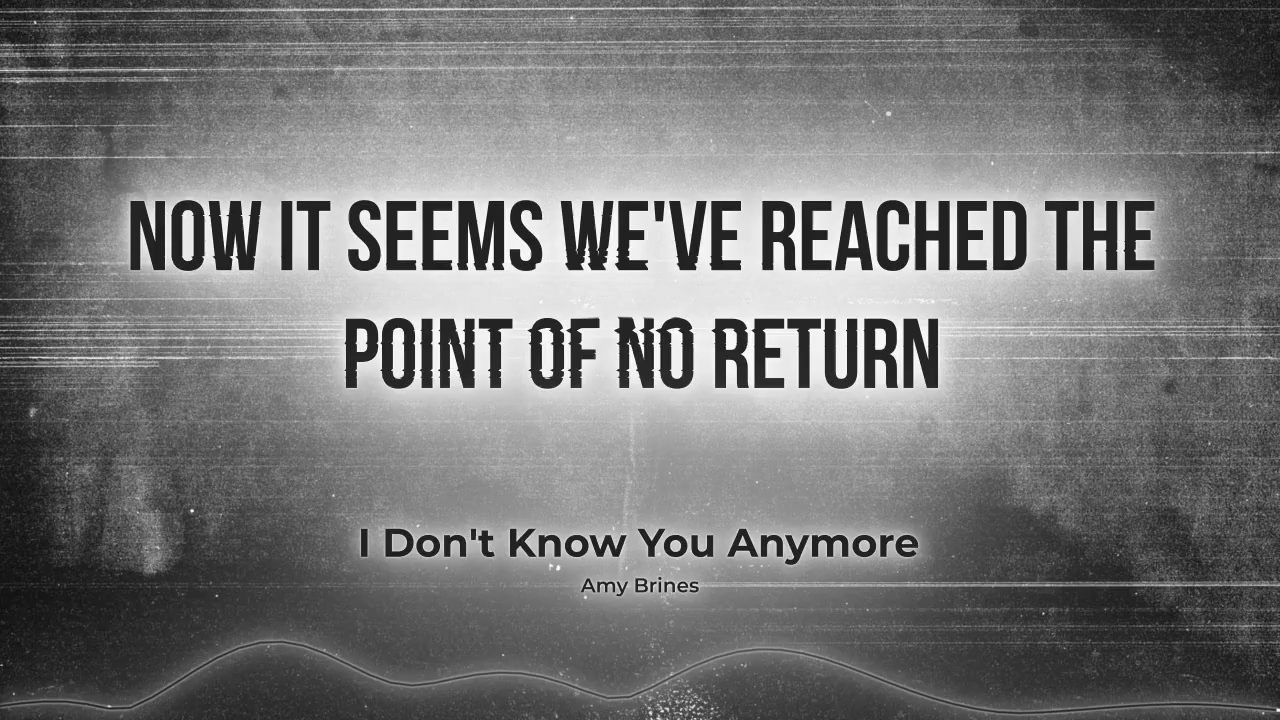 NOW IT SEEMS WE'VE REACHED THE
POINT OF NO RETURN
I Don't Know You Anymore
Amy Brines